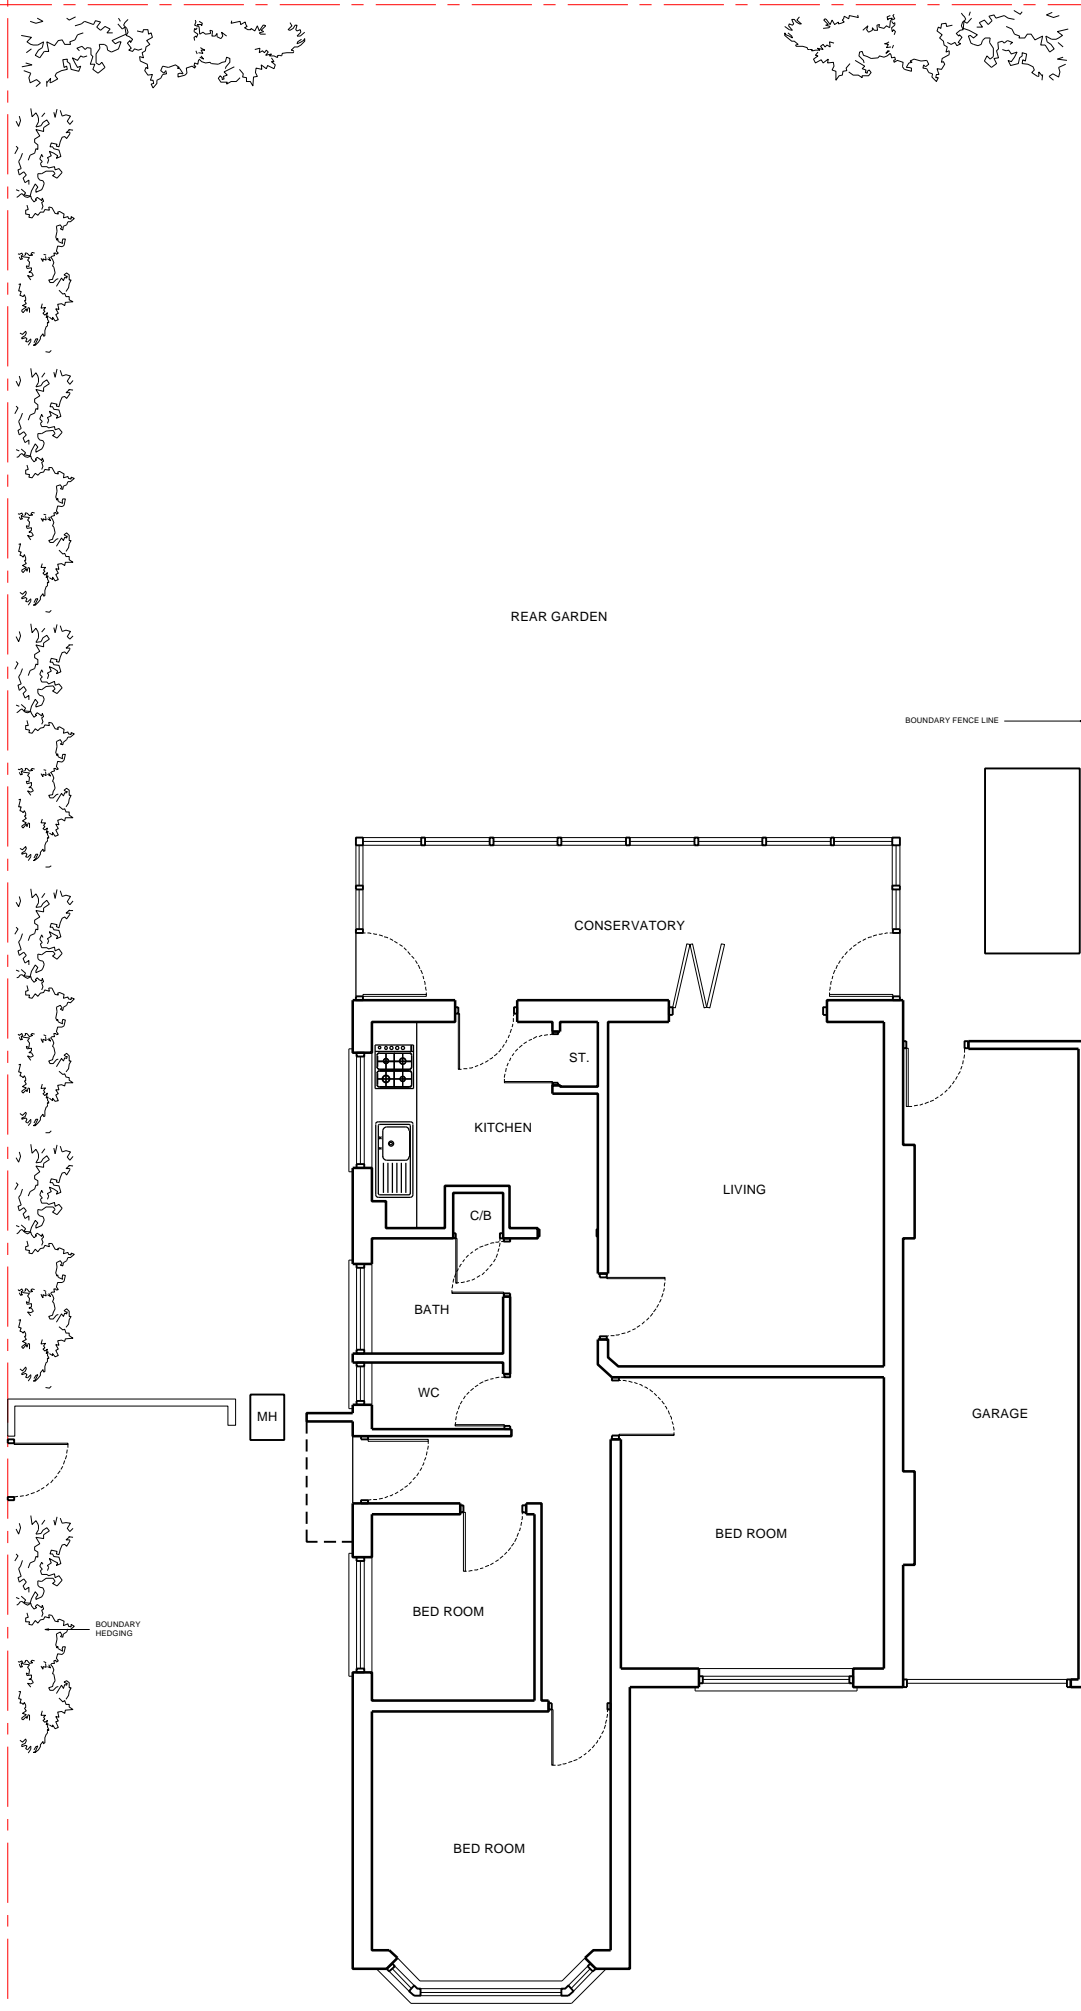 REAR GARDEN
BOUNDARY FENCE LINE
CONSERVATORY
ST.
KITCHEN
LIVING
C/B
BATH
WC
MH
GARAGE
BED ROOM
BED ROOM
BOUNDARY
HEDGING
BED ROOM